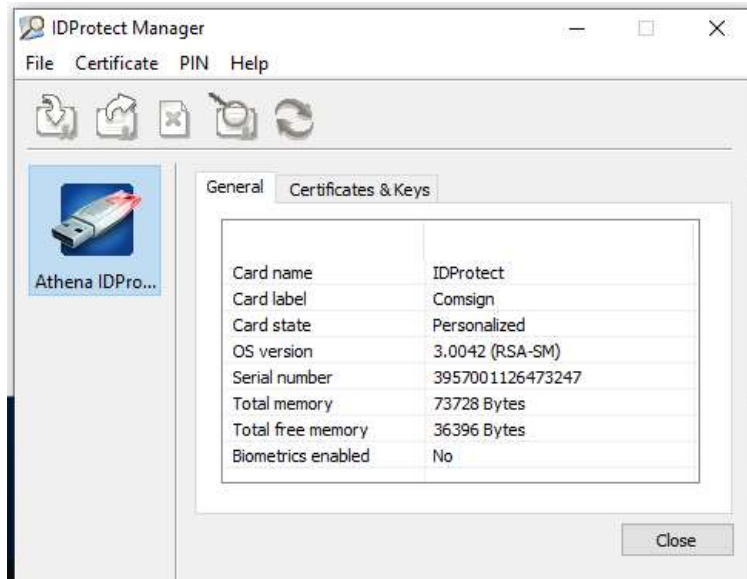 IDProtect Manager
File Certificate PIN Help
Athena IDPro...
General Certificates & Keys
Card name IDProtect
Card label Comsign
Card state Personalized
OS version 3.0042 (RSA-SM)
Serial number 3957001126473247
Total memory 73728 Bytes
Total free memory 36396 Bytes
Biometrics enabled No
Close